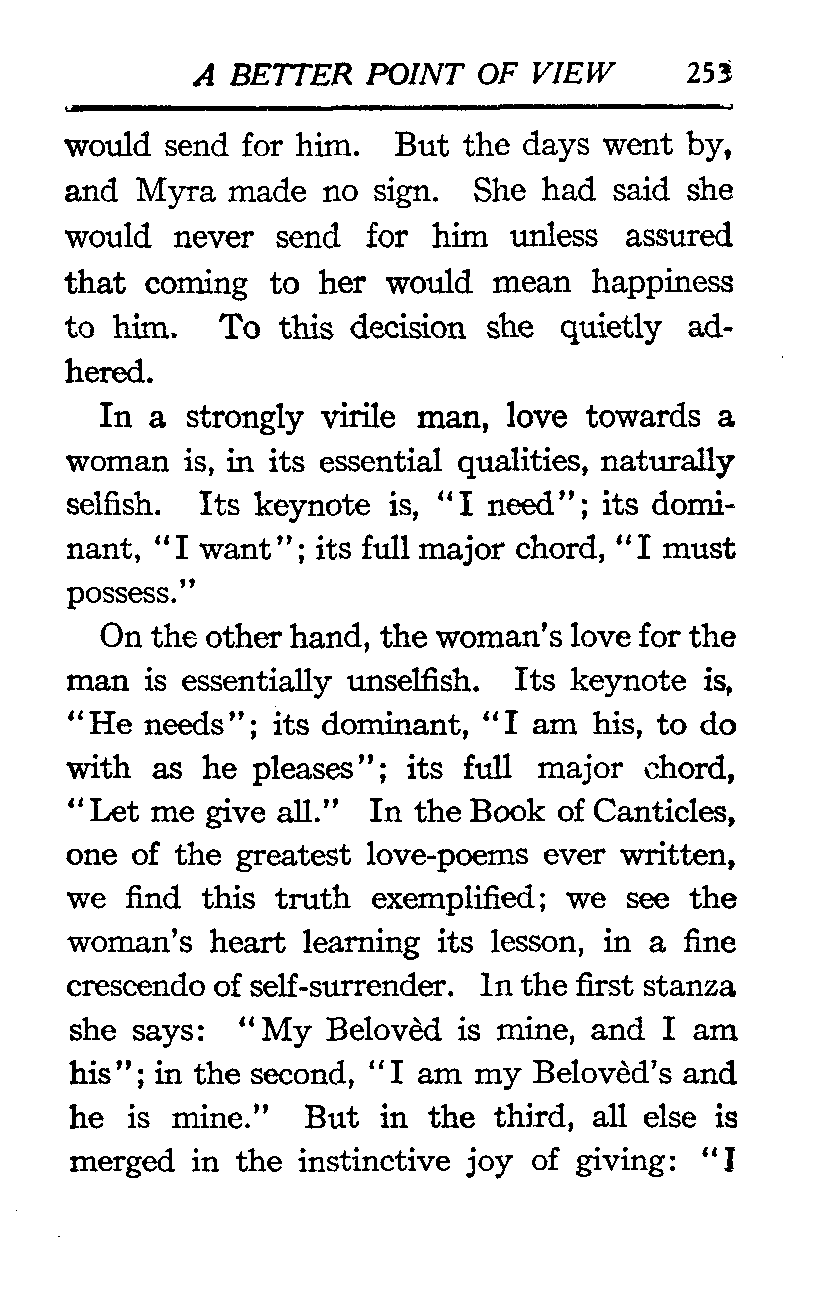 A BETTER POINT OF VIEW 253
would send for him. But the days went by,
and Myra made no sign. She had said she
would never send for him unless assured
that coming to her would mean happiness
to him. To this decision she quietly ad-
hered.
In a strongly virile man, love towards a
woman is, in its essential qualities, naturally
selfish. Its keynote is, "I need"; its domi-
nant, "I want"; its full major chord, "I must
possess."
On the other hand, the woman's love for the
man is essentially unselfish. Its keynote is,
"He needs"; its dominant, "I am his, to do
with as he pleases"; its full major chord,
"Let me give all." In the Book of Canticles,
one of the greatest love-poems ever written,
we find this truth exemplified; we see the
woman's heart learning its lesson, in a fine
crescendo of self-surrender. In the first stanza
she says: "My Belovèd is mine, and I am
his"; in the second, "I am my Belovèd's and
he is mine." But in the third, all else is
merged in the instinctive joy of giving: "I